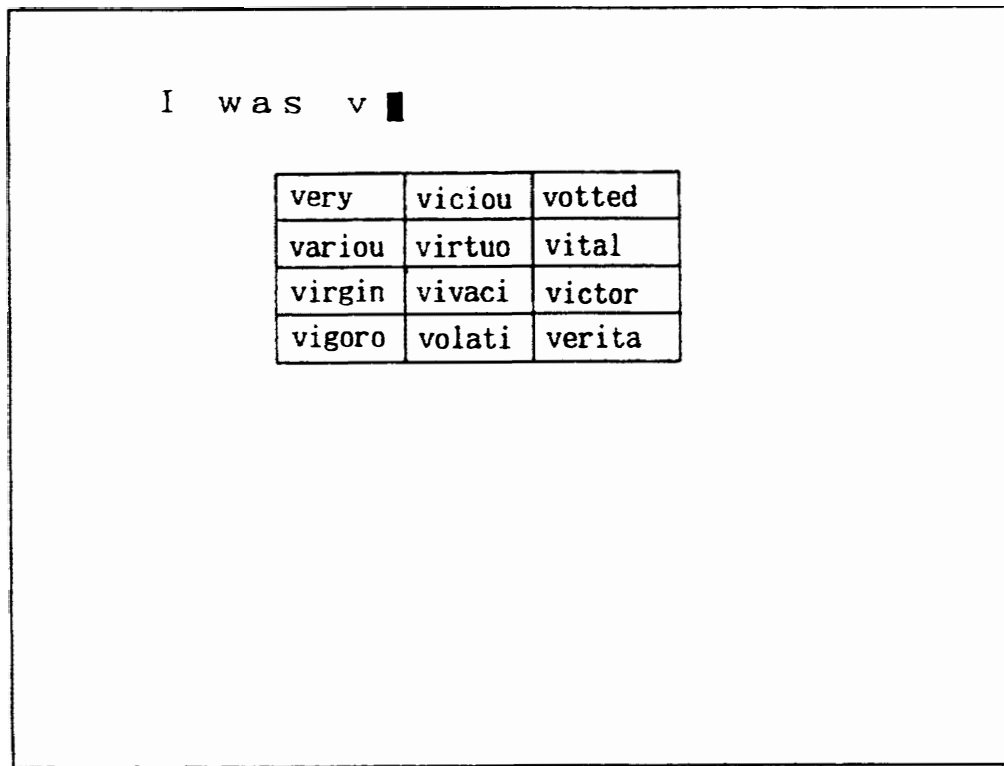 I was v
very viciou votted
variou virtuo vital
virgin vivaci victor
vigoro volati verita